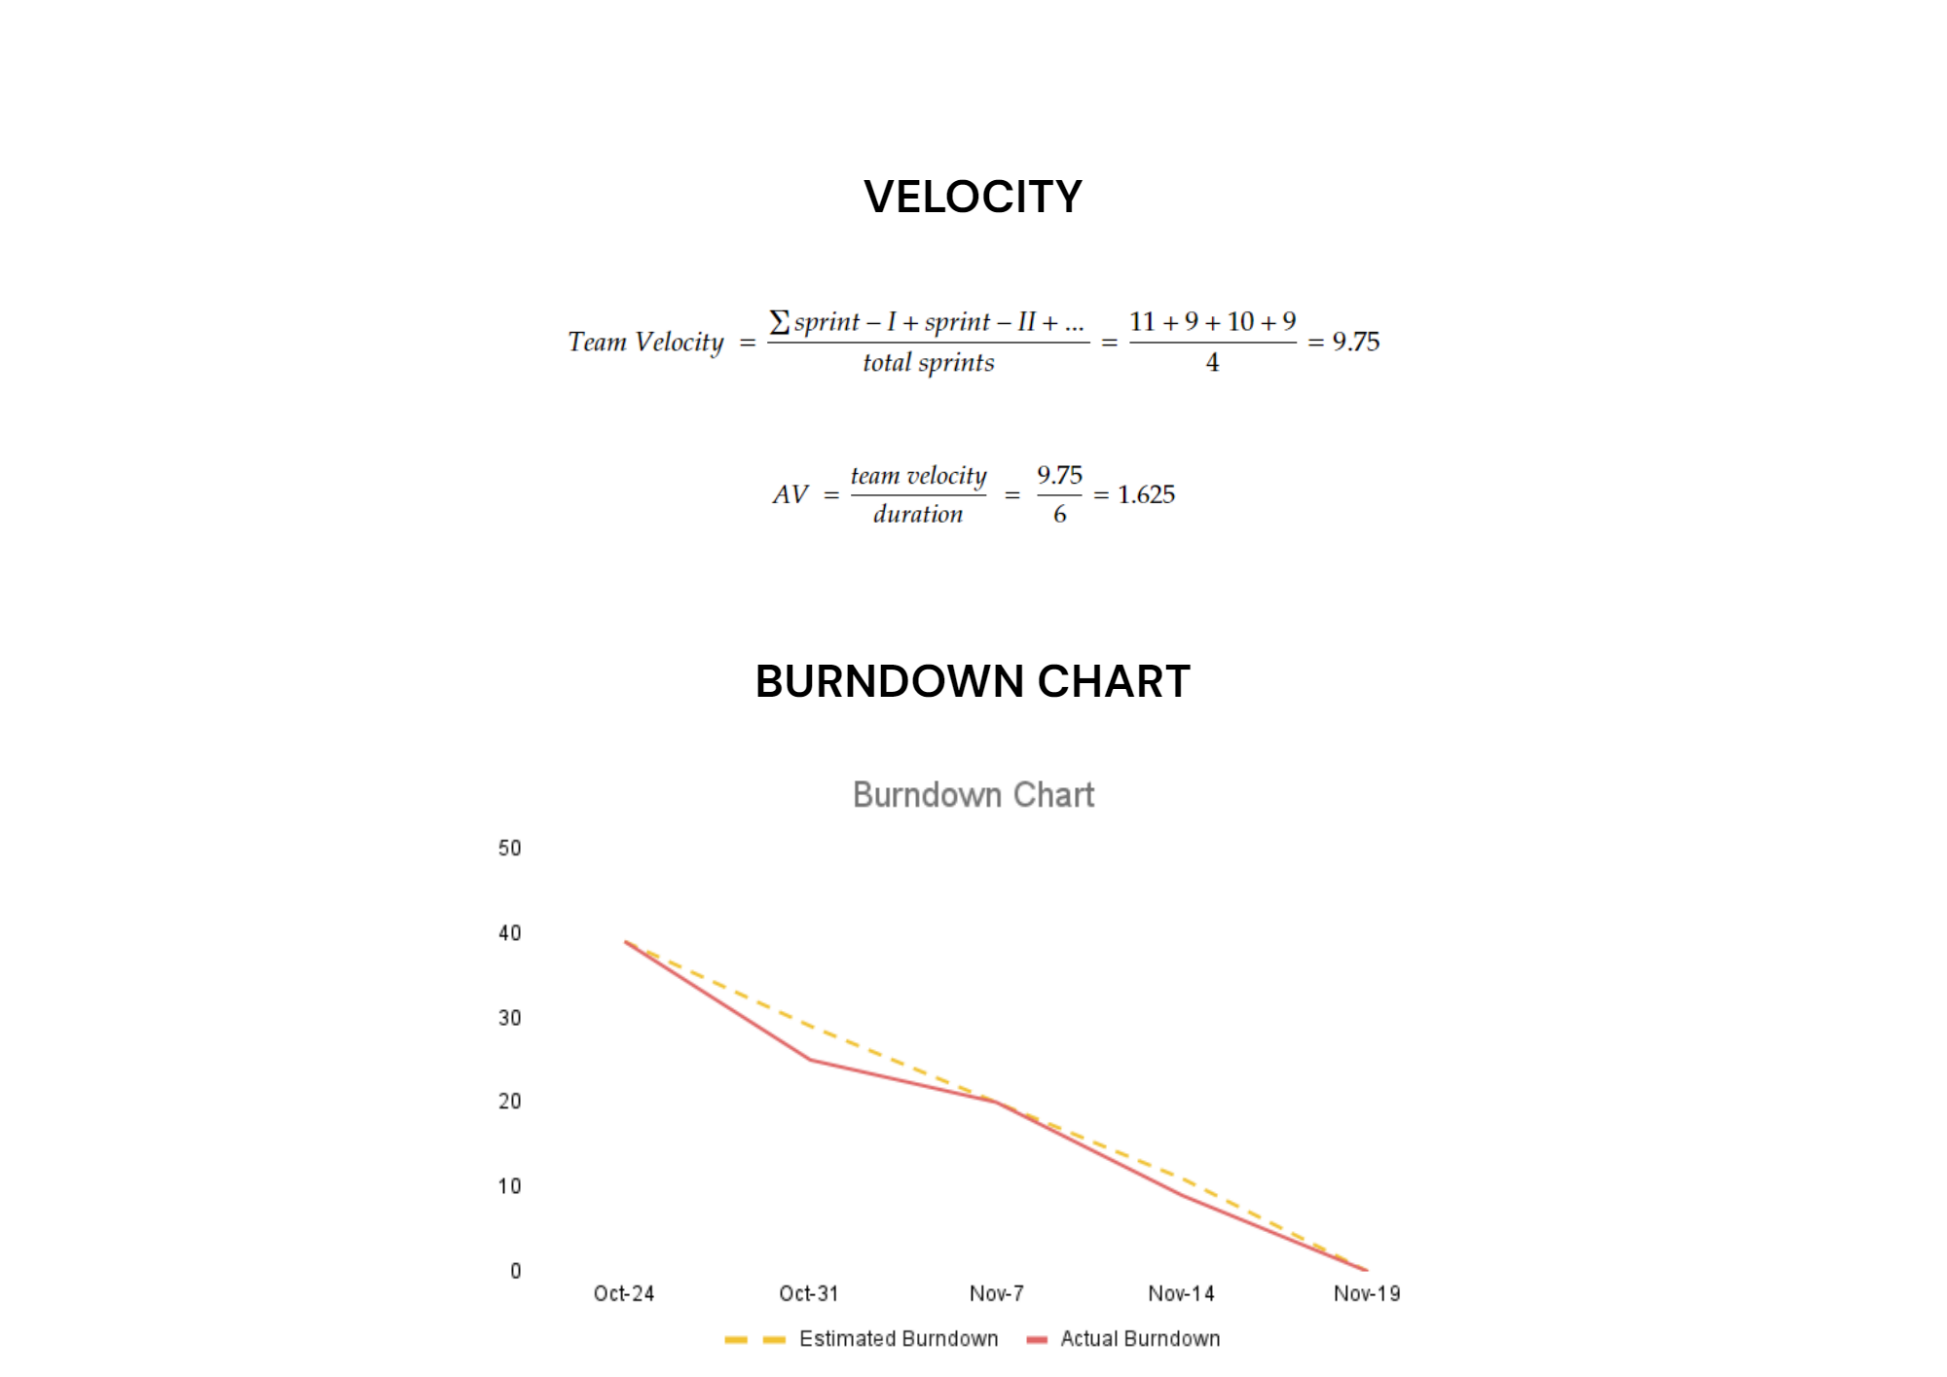 VELOCITY
Team Velocity = ∑ sprint – I + sprint – II + ... / total sprints = 11 + 9 + 10 + 9 / 4 = 9.75
AV = team velocity / duration = 9.75 / 6 = 1.625
BURNDOWN CHART
Burndown Chart
50
40
30
20
10
0
Oct-24 Oct-31 Nov-7 Nov-14 Nov-19
Estimated Burndown Actual Burndown